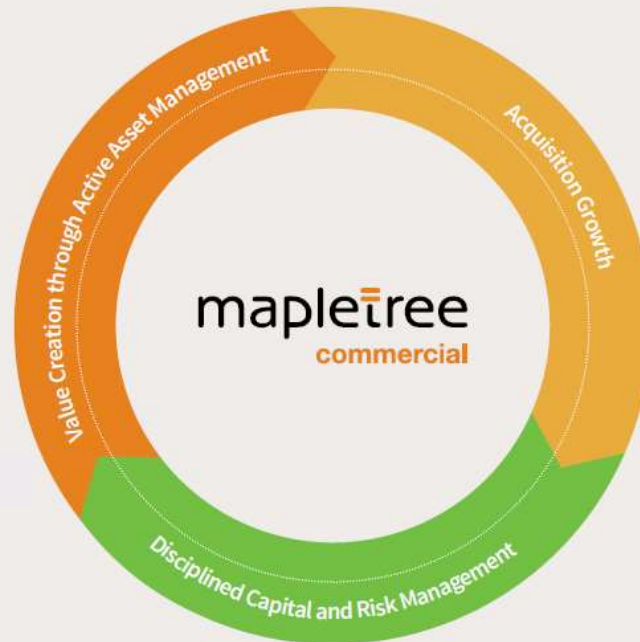 Value Creation through Active Asset Management
Acquisition Growth
mapletree
commercial
Disciplined Capital and Risk Management